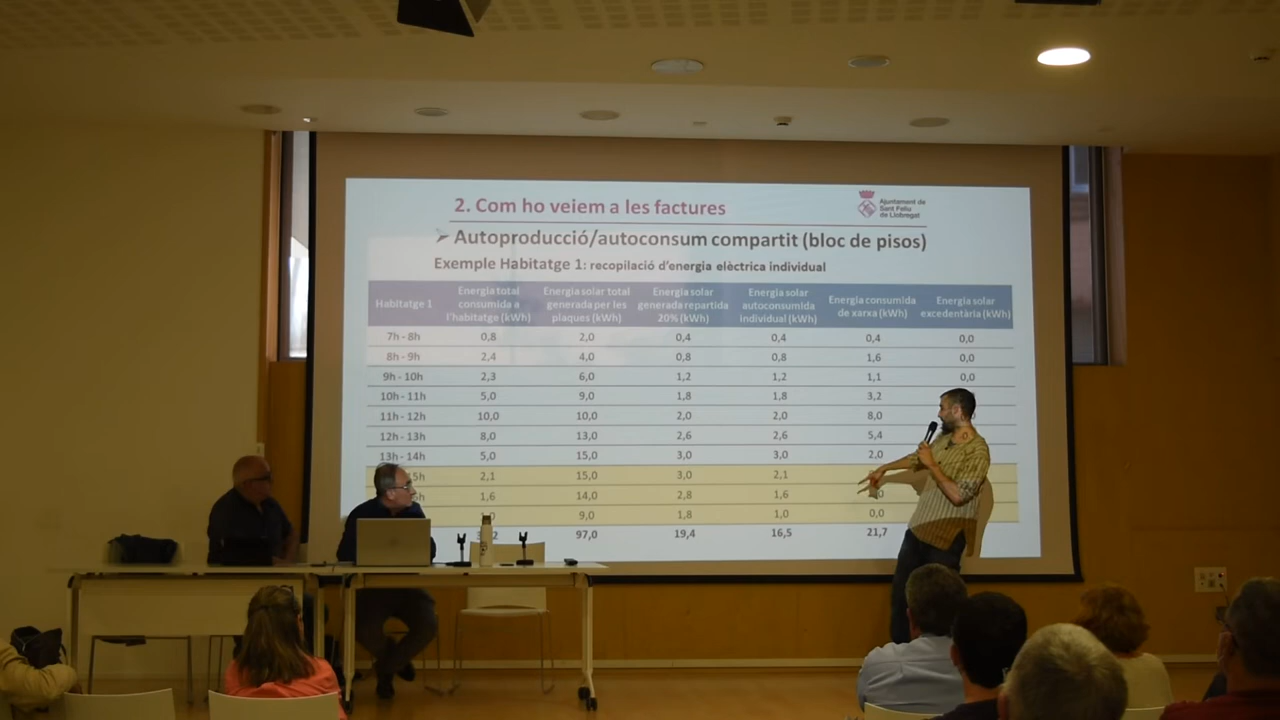 2. Com ho veiem a les factures
Ajuntament de
Sant Feliu
de Llobregat
➢ Autoproducció/autoconsum compartit (bloc de pisos)
Exemple Habitatge 1: recopilació d'energia elèctrica individual
Habitatge 1 | Energia total consumida a l'habitatge (kWh) | Energia solar total generada per les plaques (kWh) | Energia solar generada repartida 20% (kWh) | Energia solar autoconsumida individual (kWh) | Energia consumida de xarxa (kWh) | Energia solar excedentària (kWh)
7h - 8h 0,8 2,0 0,4 0,4 0,4 0,0
8h - 9h 2,4 4,0 0,8 0,8 1,6 0,0
9h - 10h 2,3 6,0 1,2 1,2 1,1 0,0
10h - 11h 5,0 9,0 1,8 1,8 3,2
11h - 12h 10,0 10,0 2,0 2,0 8,0
12h - 13h 8,0 13,0 2,6 2,6 5,4
13h - 14h 5,0 15,0 3,0 3,0 2,0
2,1 15,0 3,0 2,1
1,6 14,0 2,8 1,6
9,0 1,8 1,0 0,0
97,0 19,4 16,5 21,7